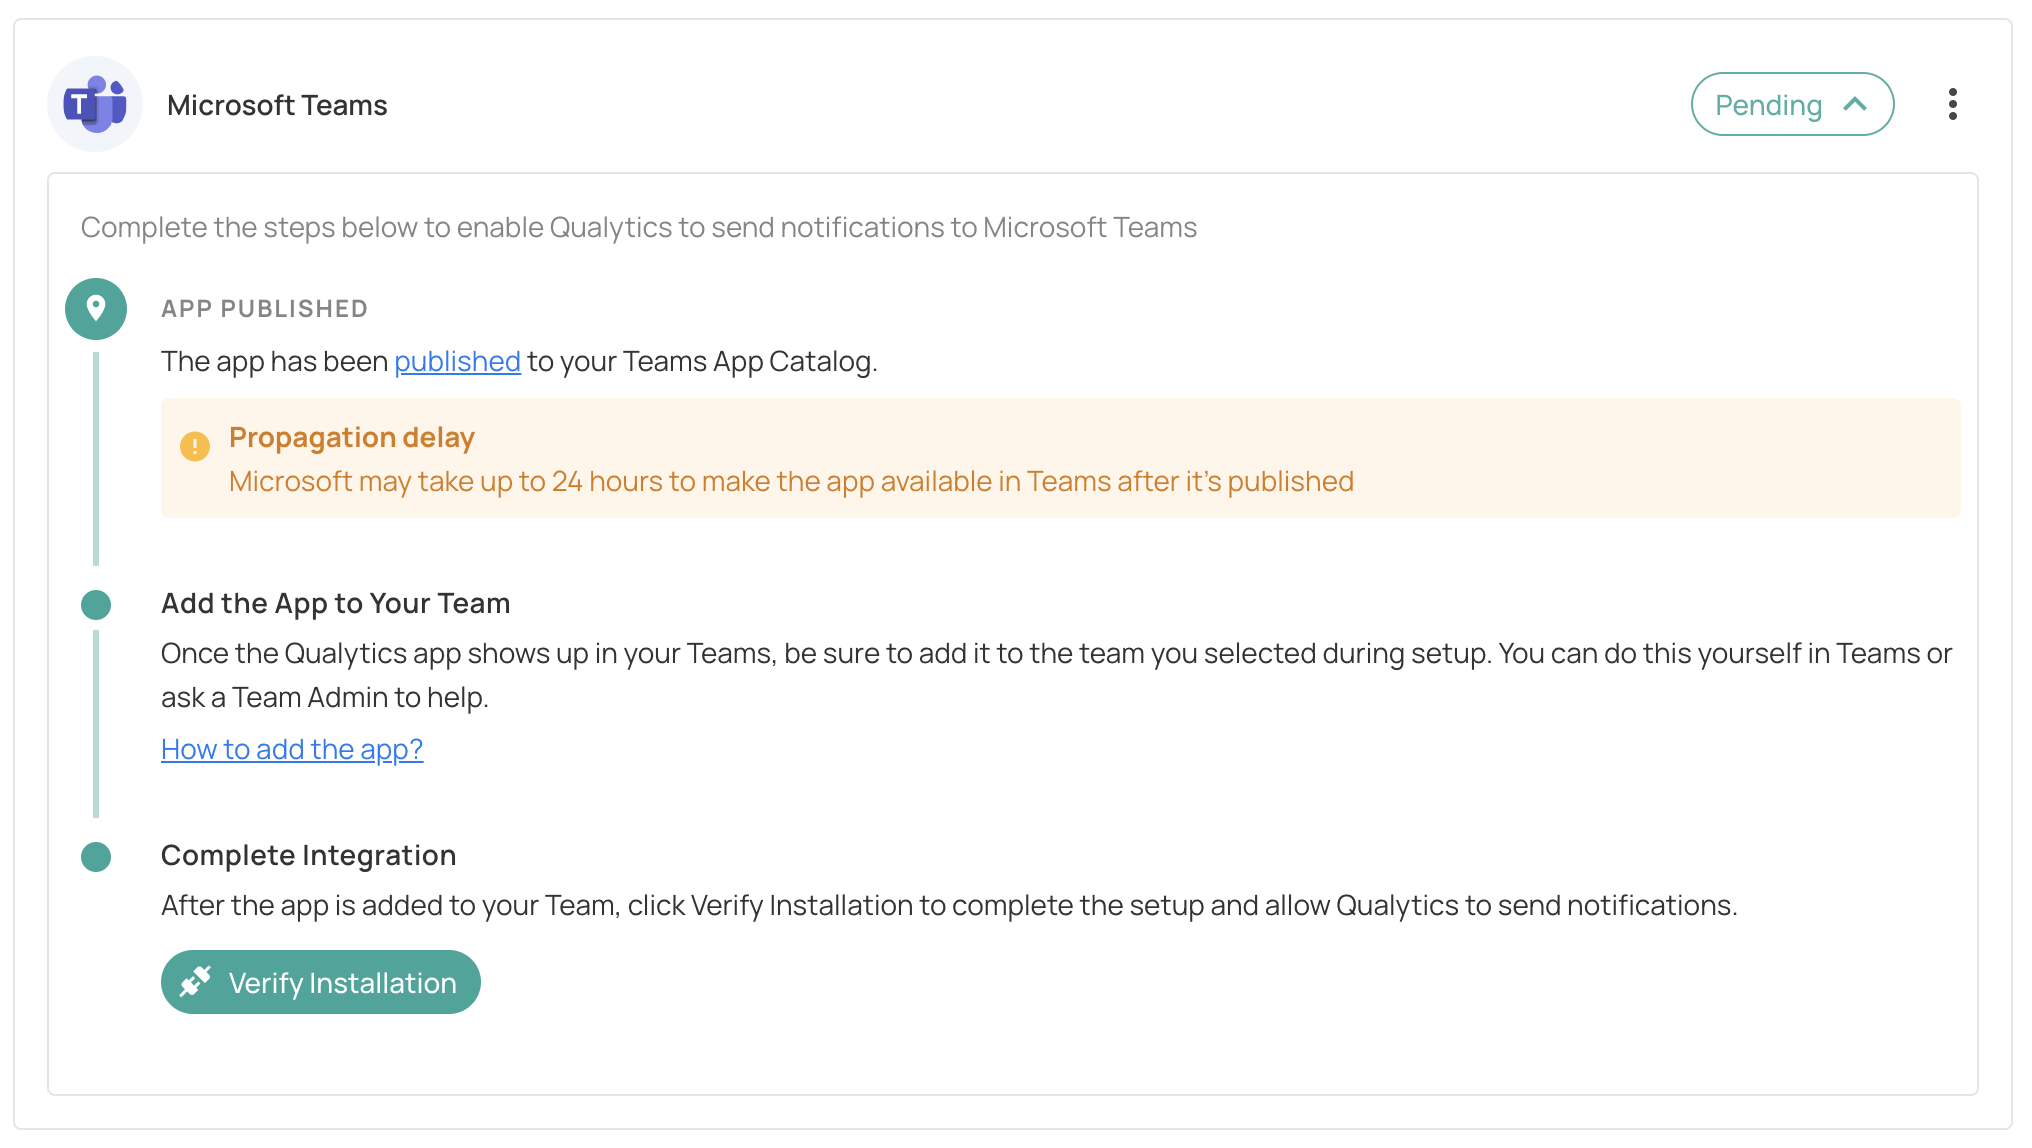 T
Microsoft Teams
Pending
Complete the steps below to enable Qualytics to send notifications to Microsoft Teams
APP PUBLISHED
The app has been published to your Teams App Catalog.
Propagation delay
Microsoft may take up to 24 hours to make the app available in Teams after it's published
Add the App to Your Team
Once the Qualytics app shows up in your Teams, be sure to add it to the team you selected during setup. You can do this yourself in Teams or
ask a Team Admin to help.
How to add the app?
Complete Integration
After the app is added to your Team, click Verify Installation to complete the setup and allow Qualytics to send notifications.
Verify Installation